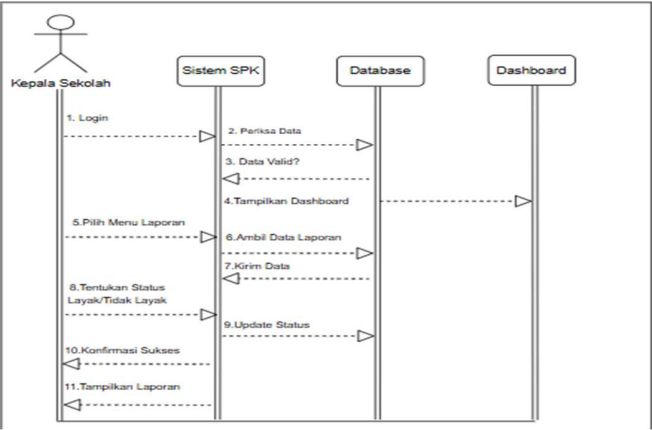 Kepala Sekolah
Sistem SPK
Database
Dashboard
1. Login
2. Periksa Data
3. Data Valid?
4.Tampilkan Dashboard
5.Pilih Menu Laporan
6.Ambil Data Laporan
7.Kirim Data
8.Tentukan Status
Layak/Tidak Layak
9.Update Status
10.Konfirmasi Sukses
11.Tampilkan Laporan